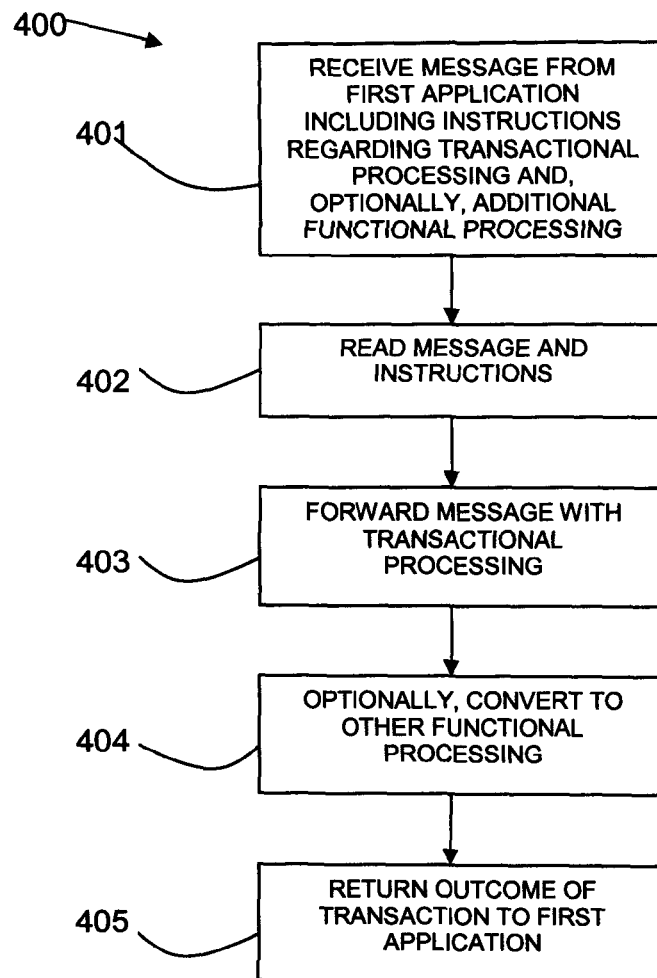 400
RECEIVE MESSAGE FROM
FIRST APPLICATION
INCLUDING INSTRUCTIONS
REGARDING TRANSACTIONAL
PROCESSING AND,
OPTIONALLY, ADDITIONAL
FUNCTIONAL PROCESSING
401
READ MESSAGE AND
INSTRUCTIONS
402
FORWARD MESSAGE WITH
TRANSACTIONAL
PROCESSING
403
OPTIONALLY, CONVERT TO
OTHER FUNCTIONAL
PROCESSING
404
RETURN OUTCOME OF
TRANSACTION TO FIRST
APPLICATION
405